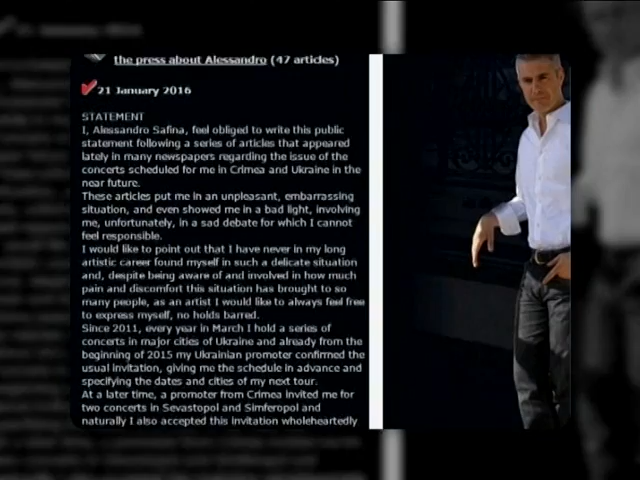 the press about Alessandro (47 articles)
21 January 2016
STATEMENT
I, Alessandro Safina, feel obliged to write this public
statement following a series of articles that appeared
lately in many newspapers regarding the issue of the
concerts scheduled for me in Crimea and Ukraine in the
near future.
These articles put me in an unpleasant, embarrassing
situation, and even showed me in a bad light, involving
me, unfortunately, in a sad debate for which I cannot
feel responsible.
I would like to point out that I have never in my long
artistic career found myself in such a delicate situation
and, despite being aware of and involved in how much
pain and discomfort this situation has brought to so
many people, as an artist I would like to always feel free
to express myself, no holds barred.
Since 2011, every year in March I hold a series of
concerts in major cities of Ukraine and already from the
beginning of 2015 my Ukrainian promoter confirmed the
usual invitation, giving me the schedule in advance and
specifying the dates and cities of my next tour.
At a later time, a promoter from Crimea invited me for
two concerts in Sevastopol and Simferopol and
naturally I also accepted this invitation wholeheartedly